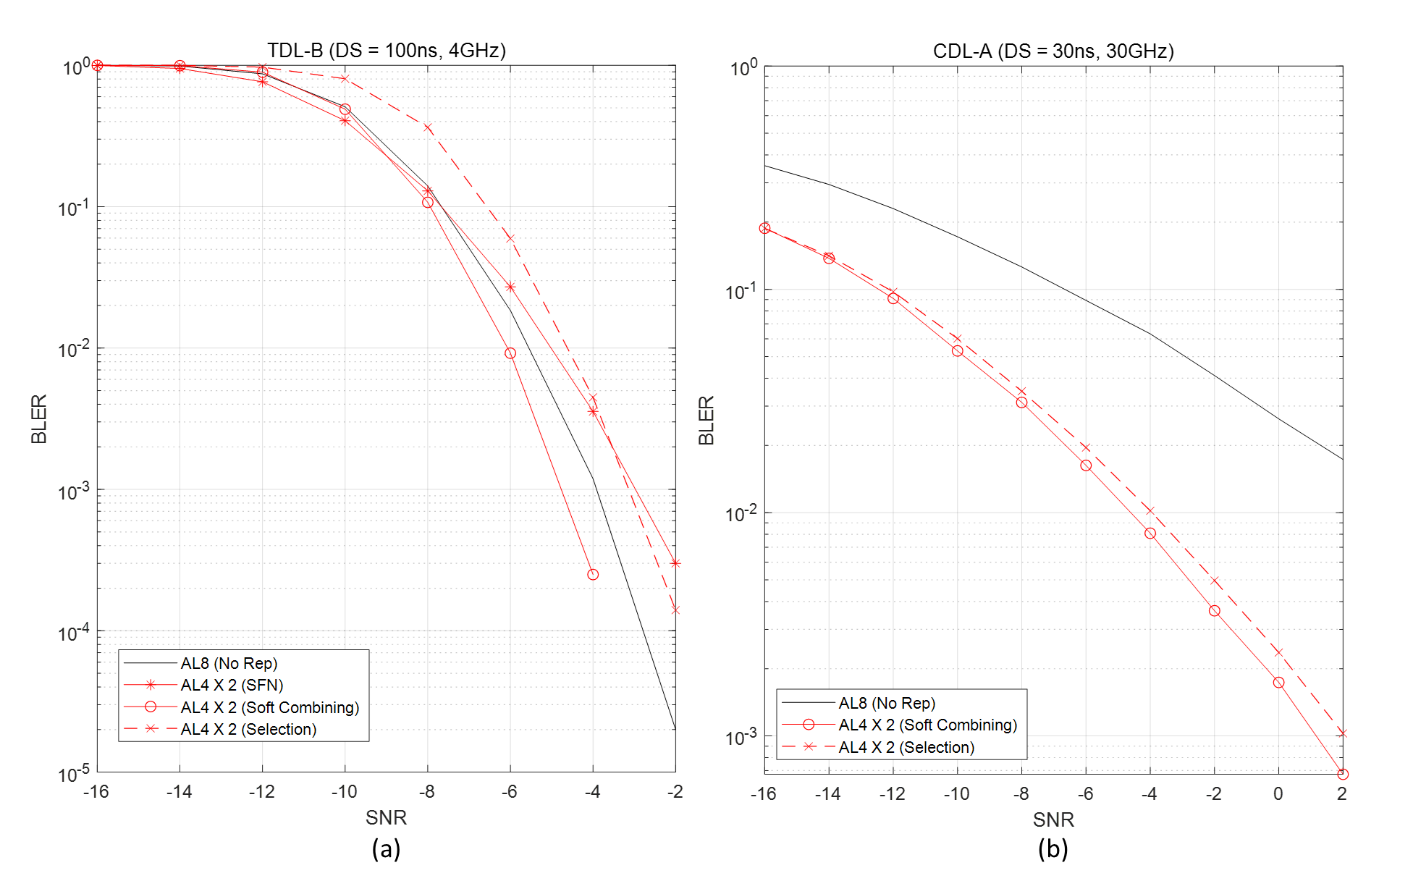 TDL-B (DS = 100ns, 4GHz)
10^0
10^-1
10^-2
10^-3
10^-4
10^-5
BLER
AL8 (No Rep)
AL4 X 2 (SFN)
AL4 X 2 (Soft Combining)
AL4 X 2 (Selection)
-16 -14 -12 -10 -8 -6 -4 -2
SNR
(a)
CDL-A (DS = 30ns, 30GHz)
10^0
10^-1
10^-2
10^-3
BLER
AL8 (No Rep)
AL4 X 2 (Soft Combining)
AL4 X 2 (Selection)
-16 -14 -12 -10 -8 -6 -4 -2 0 2
SNR
(b)